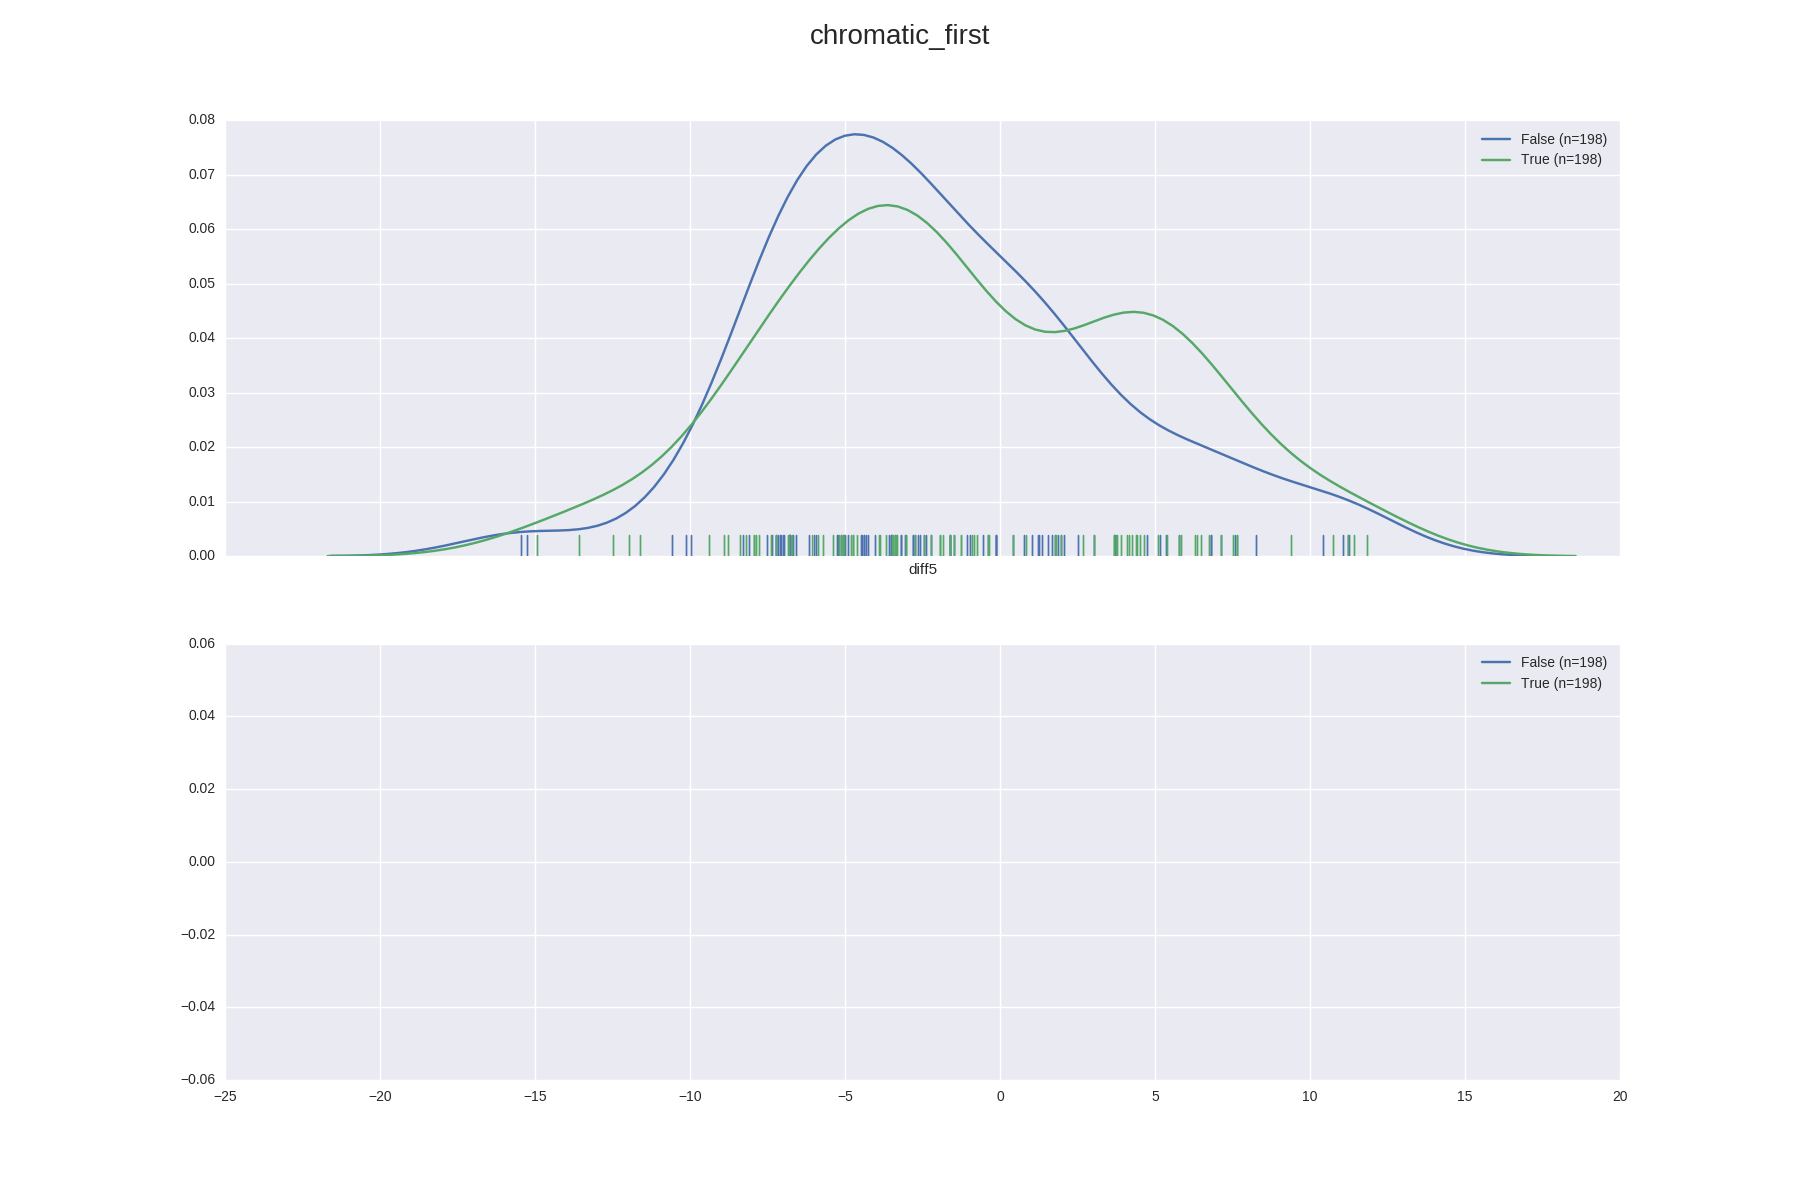 chromatic_first
0.08
0.07
0.06
0.05
0.04
0.03
0.02
0.01
0.00
False (n=198)
True (n=198)
diff5
0.06
0.04
0.02
0.00
−0.02
−0.04
−0.06
False (n=198)
True (n=198)
−25 −20 −15 −10 −5 0 5 10 15 20